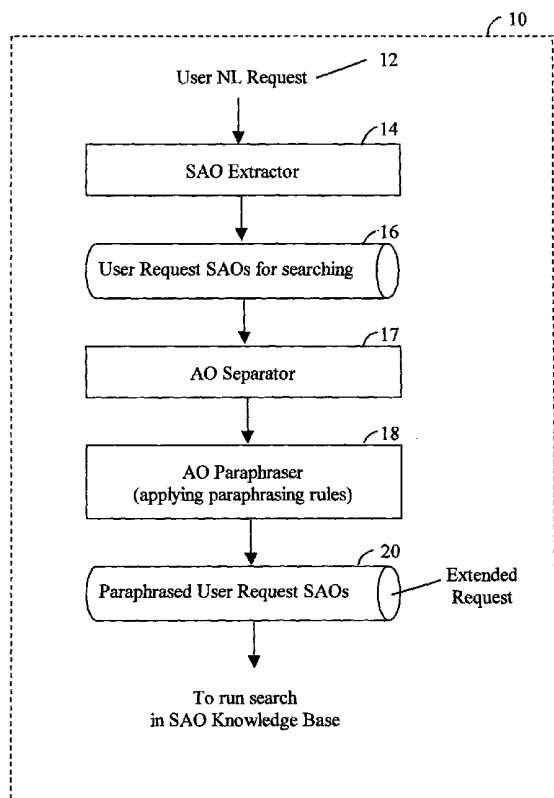 10
12
User NL Request
14
SAO Extractor
16
User Request SAOs for searching
17
AO Separator
18
AO Paraphraser
(applying paraphrasing rules)
20
Paraphrased User Request SAOs
Extended
Request
To run search
in SAO Knowledge Base